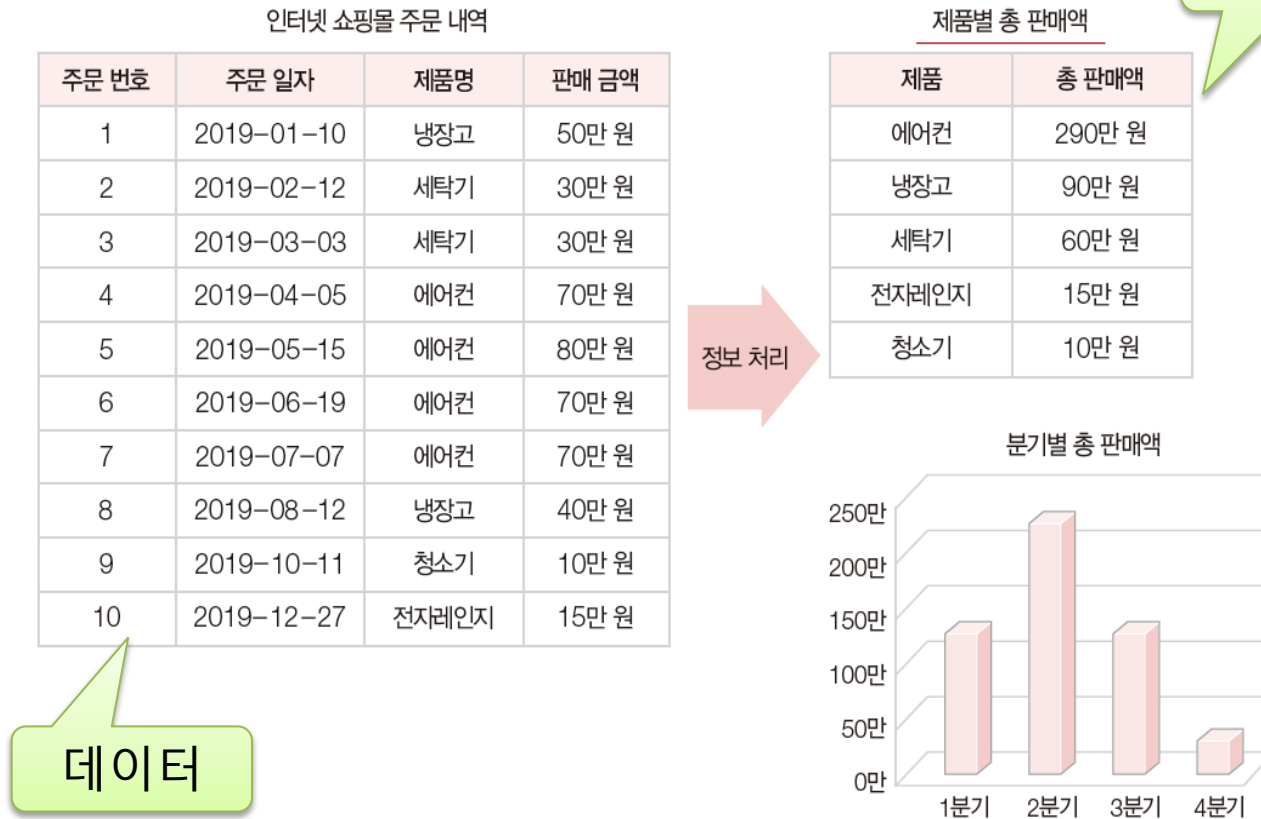 인터넷 쇼핑몰 주문 내역
주문 번호 주문 일자 제품명 판매 금액
1 2019-01-10 냉장고 50만 원
2 2019-02-12 세탁기 30만 원
3 2019-03-03 세탁기 30만 원
4 2019-04-05 에어컨 70만 원
5 2019-05-15 에어컨 80만 원
6 2019-06-19 에어컨 70만 원
7 2019-07-07 에어컨 70만 원
8 2019-08-12 냉장고 40만 원
9 2019-10-11 청소기 10만 원
10 2019-12-27 전자레인지 15만 원
데이터
정보 처리
제품별 총 판매액
제품 총 판매액
에어컨 290만 원
냉장고 90만 원
세탁기 60만 원
전자레인지 15만 원
청소기 10만 원
분기별 총 판매액
250만
200만
150만
100만
50만
0만
1분기 2분기 3분기 4분기